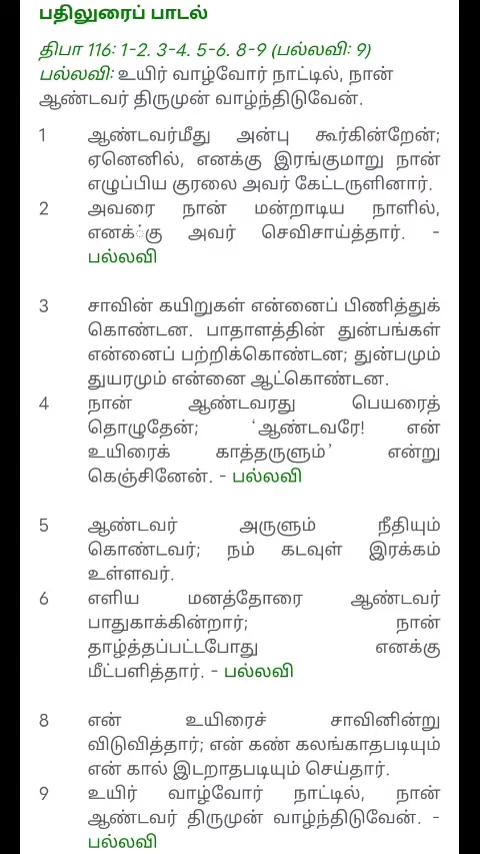 பதிலுரைப் பாடல்
திபா 116: 1-2. 3-4. 5-6. 8-9 (பல்லவி: 9)
பல்லவி: உயிர் வாழ்வோர் நாட்டில், நான்
ஆண்டவர் திருமுன் வாழ்ந்திடுவேன்.
1 ஆண்டவர்மீது அன்பு கூர்கின்றேன்;
ஏனெனில், எனக்கு இரங்குமாறு நான்
எழுப்பிய குரலை அவர் கேட்டருளினார்.
2 அவரை நான் மன்றாடிய நாளில்,
எனக்்கு அவர் செவிசாய்த்தார். -
பல்லவி
3 சாவின் கயிறுகள் என்னைப் பிணித்துக்
கொண்டன. பாதாளத்தின் துன்பங்கள்
என்னைப் பற்றிக்கொண்டன; துன்பமும்
துயரமும் என்னை ஆட்கொண்டன.
4 நான் ஆண்டவரது பெயரைத்
தொழுதேன்; ‘ஆண்டவரே! என்
உயிரைக் காத்தருளும்’ என்று
கெஞ்சினேன். - பல்லவி
5 ஆண்டவர் அருளும் நீதியும்
கொண்டவர்; நம் கடவுள் இரக்கம்
உள்ளவர்.
6 எளிய மனத்தோரை ஆண்டவர்
பாதுகாக்கின்றார்; நான்
தாழ்த்தப்பட்டபோது எனக்கு
மீட்பளித்தார். - பல்லவி
8 என் உயிரைச் சாவினின்று
விடுவித்தார்; என் கண் கலங்காதபடியும்
என் கால் இடறாதபடியும் செய்தார்.
9 உயிர் வாழ்வோர் நாட்டில், நான்
ஆண்டவர் திருமுன் வாழ்ந்திடுவேன். -
பல்லவி